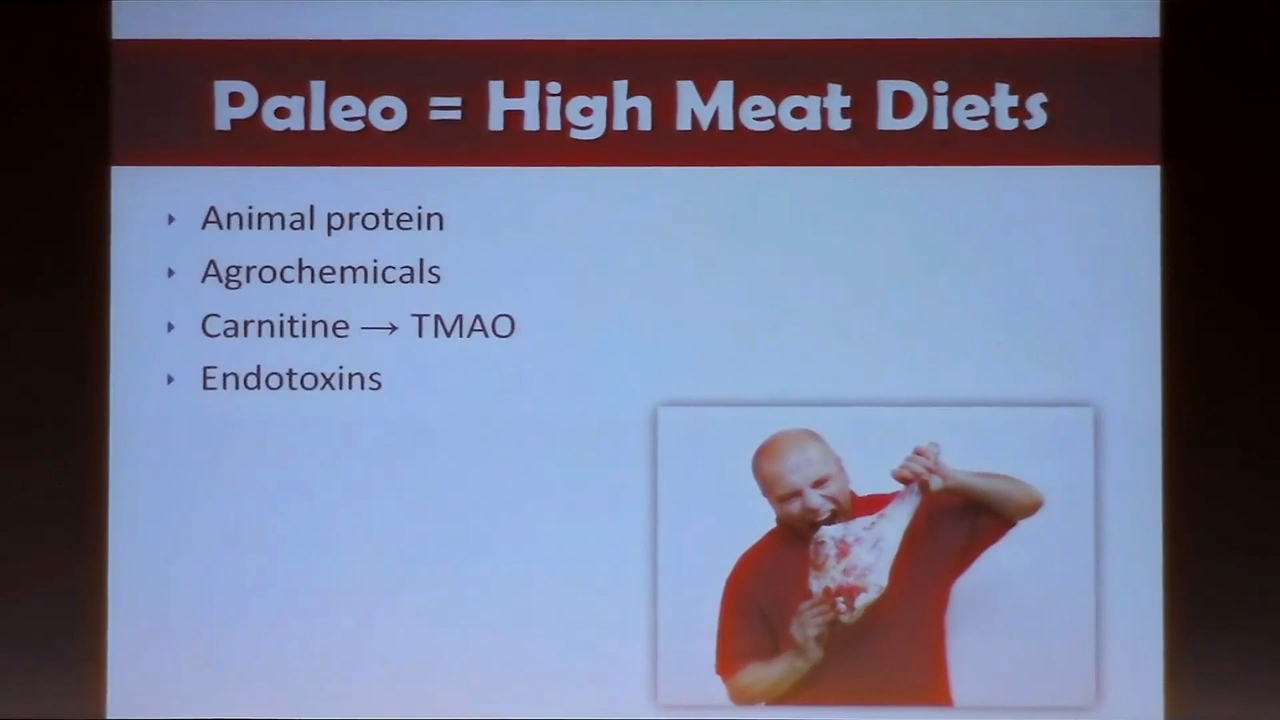 Paleo = High Meat Diets
Animal protein
Agrochemicals
Carnitine → TMAO
Endotoxins